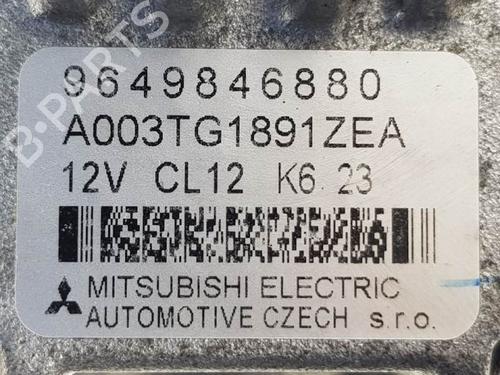 9649846880
A003TG1891ZEA
12V CL12 K6 23
MITSUBISHI ELECTRIC
AUTOMOTIVE CZECH s.r.o.
B-PARTS